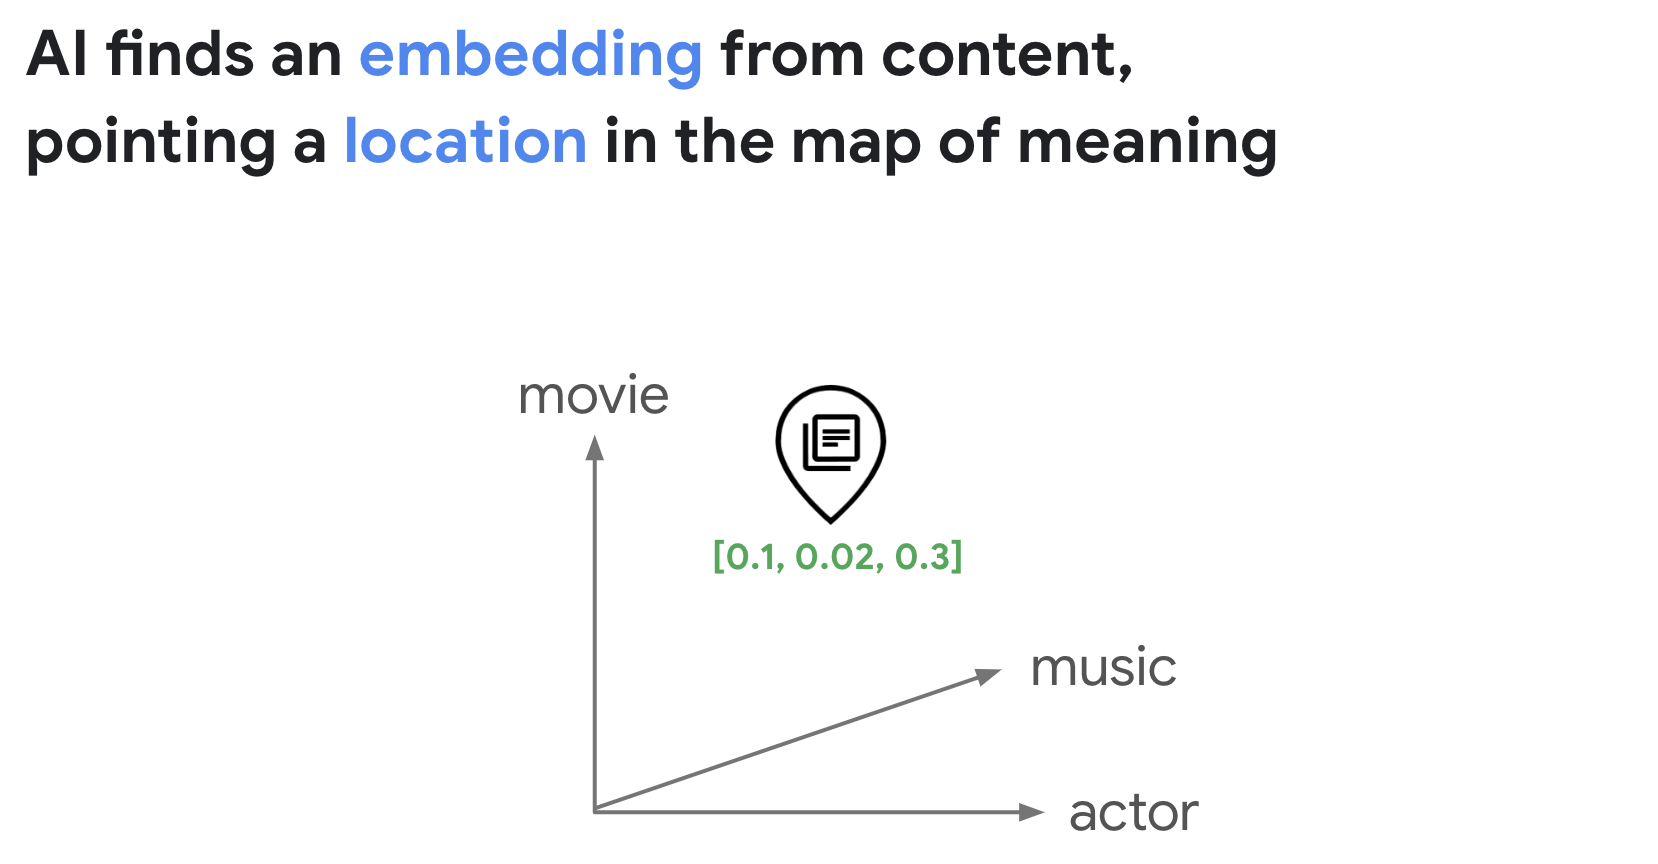 AI finds an embedding from content,
pointing a location in the map of meaning
movie
[0.1, 0.02, 0.3]
music
actor